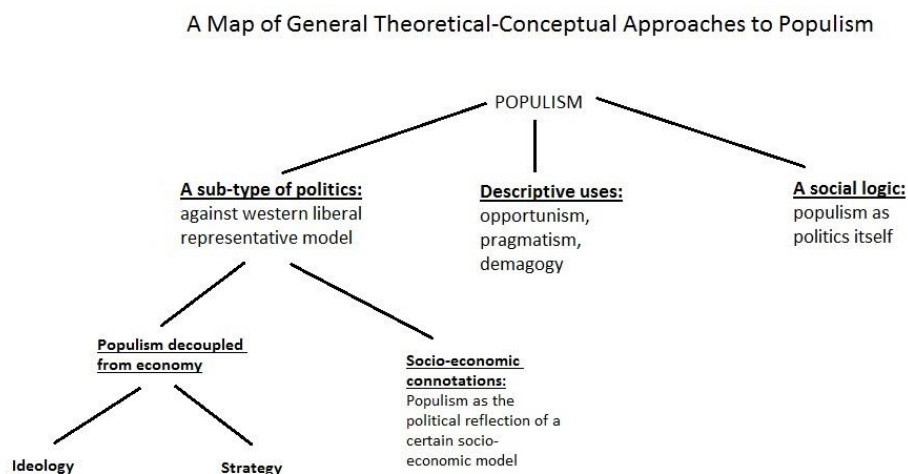 A Map of General Theoretical-Conceptual Approaches to Populism
POPULISM
A sub-type of politics:
against western liberal
representative model
Descriptive uses:
opportunism,
pragmatism,
demagogy
A social logic:
populism as
politics itself
Populism decoupled
from economy
Socio-economic
connotations:
Populism as the
political reflection of a
certain socio-
economic model
Ideology
Strategy